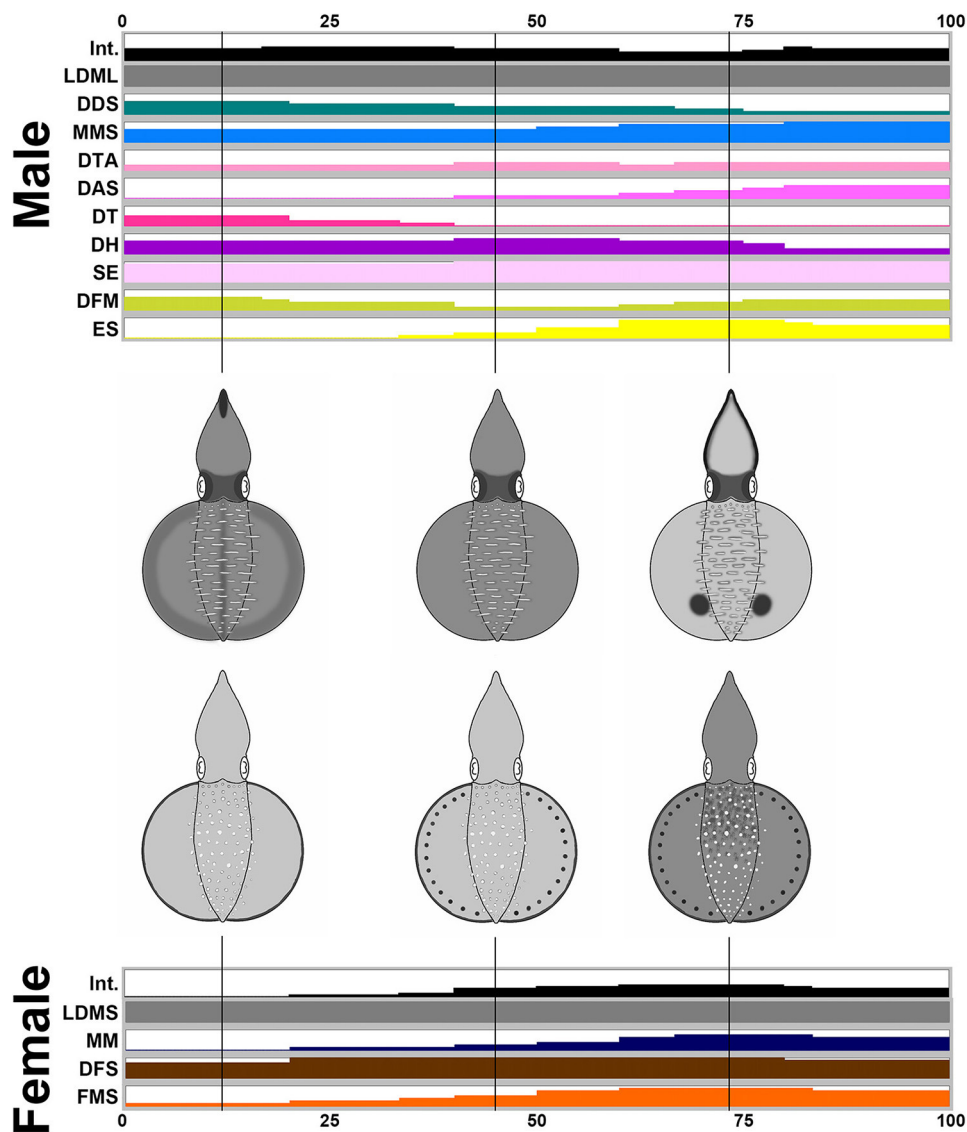 0 25 50 75 100
Male
Int.
LDML
DDS
MMS
DTA
DAS
DT
DH
SE
DFM
ES
Female
Int.
LDMS
MM
DFS
FMS
0 25 50 75 100